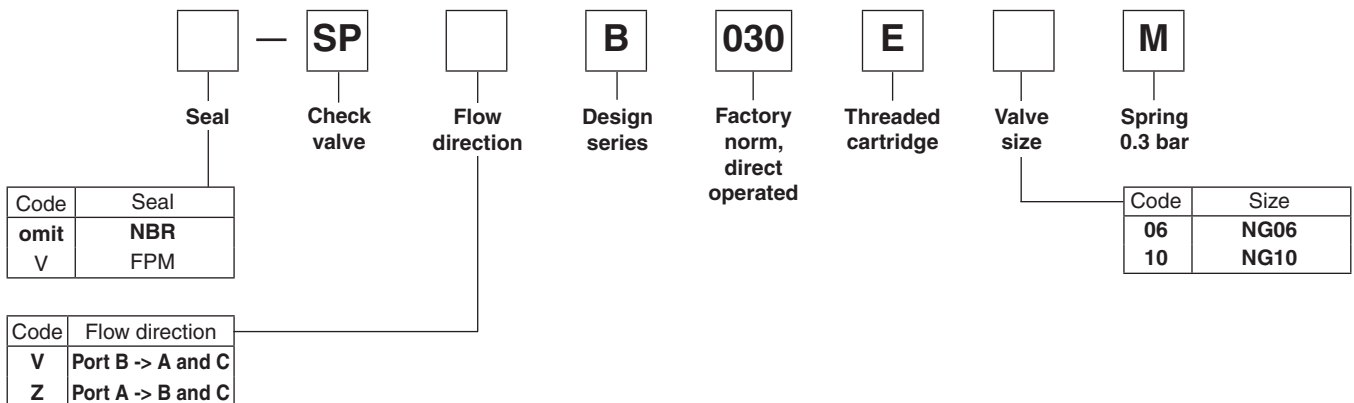 — SP B 030 E M
Seal Check Flow Design Factory Threaded Valve Spring
valve direction series norm, cartridge size 0.3 bar
direct
operated
Code Seal
omit NBR
V FPM
Code Size
06 NG06
10 NG10
Code Flow direction
V Port B -> A and C
Z Port A -> B and C